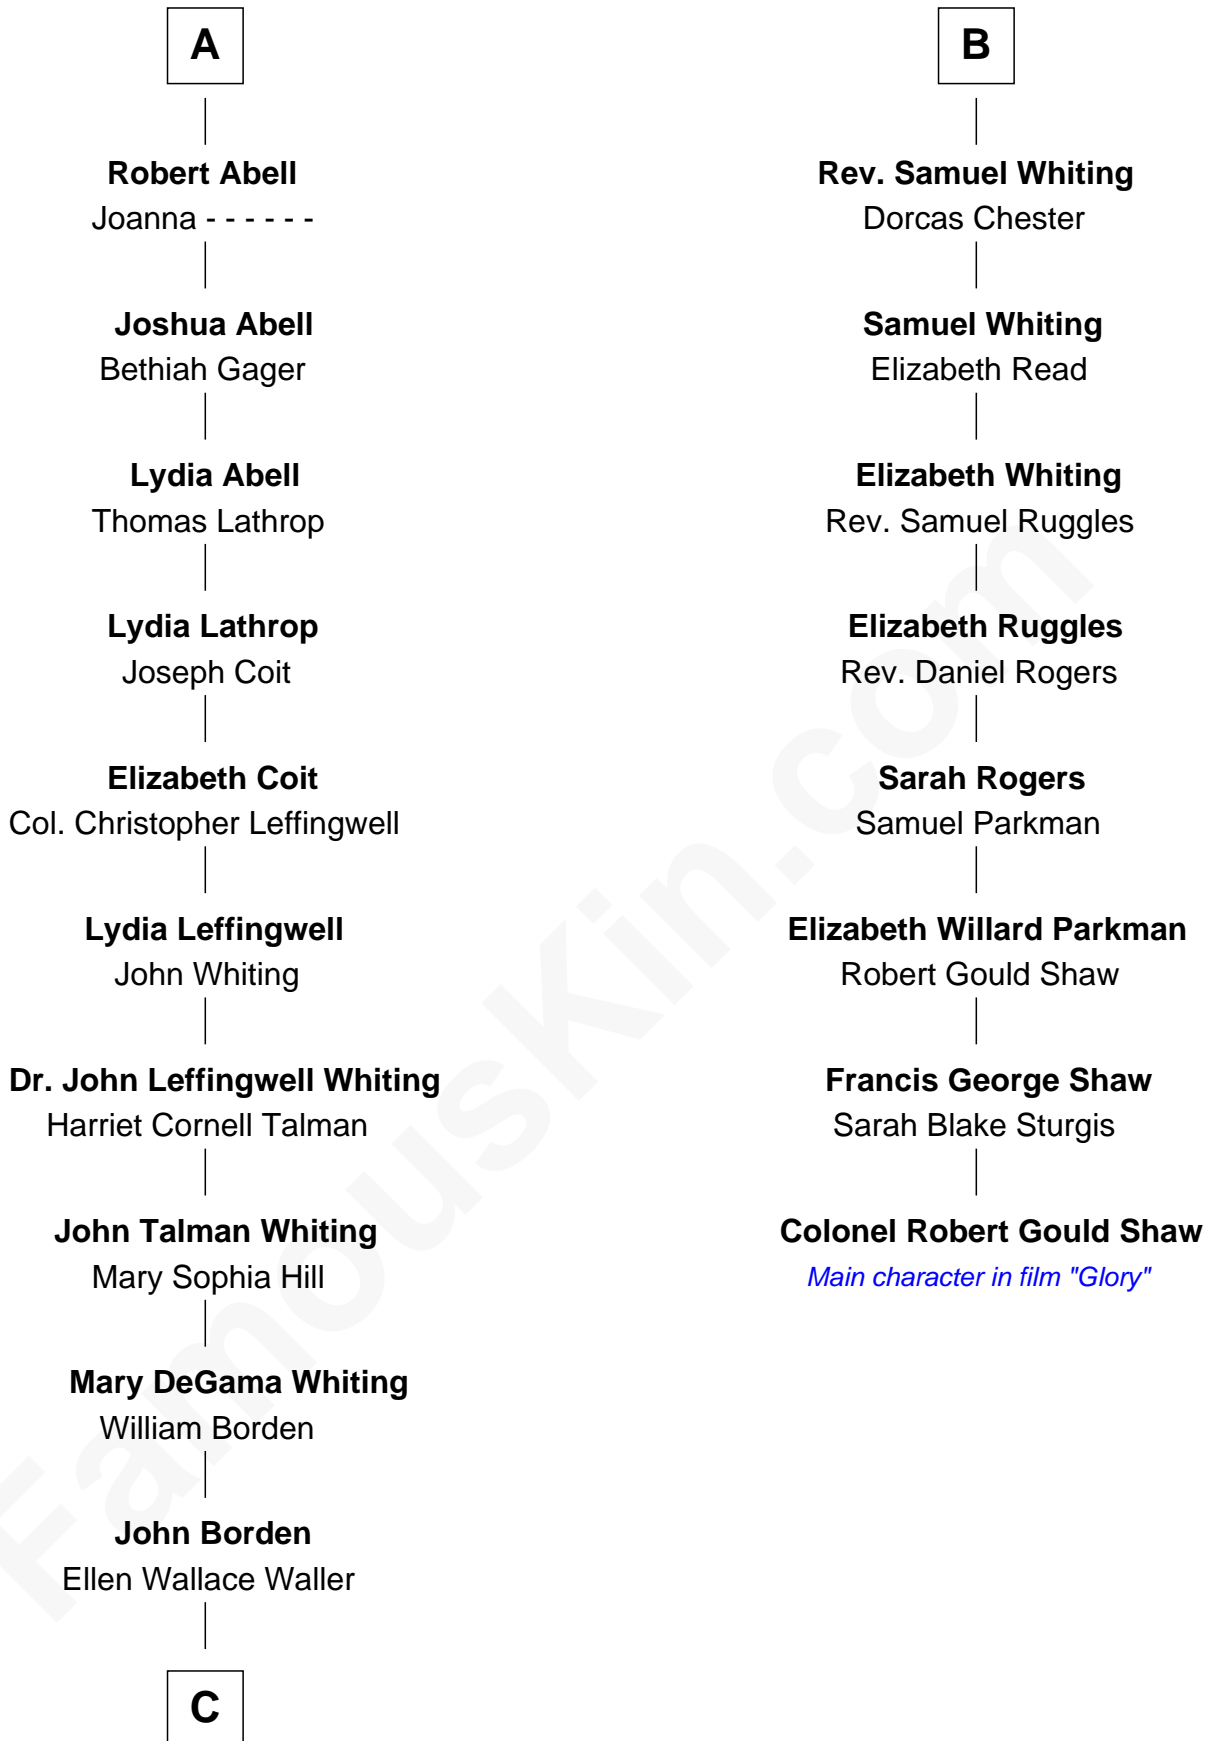 A
Robert Abell
Joanna - - - - - -
Joshua Abell
Bethiah Gager
Lydia Abell
Thomas Lathrop
Lydia Lathrop
Joseph Coit
Elizabeth Coit
Col. Christopher Leffingwell
Lydia Leffingwell
John Whiting
Dr. John Leffingwell Whiting
Harriet Cornell Talman
John Talman Whiting
Mary Sophia Hill
Mary DeGama Whiting
William Borden
John Borden
Ellen Wallace Waller
C
B
Rev. Samuel Whiting
Dorcas Chester
Samuel Whiting
Elizabeth Read
Elizabeth Whiting
Rev. Samuel Ruggles
Elizabeth Ruggles
Rev. Daniel Rogers
Sarah Rogers
Samuel Parkman
Elizabeth Willard Parkman
Robert Gould Shaw
Francis George Shaw
Sarah Blake Sturgis
Colonel Robert Gould Shaw
Main character in film "Glory"
FamousKin.com